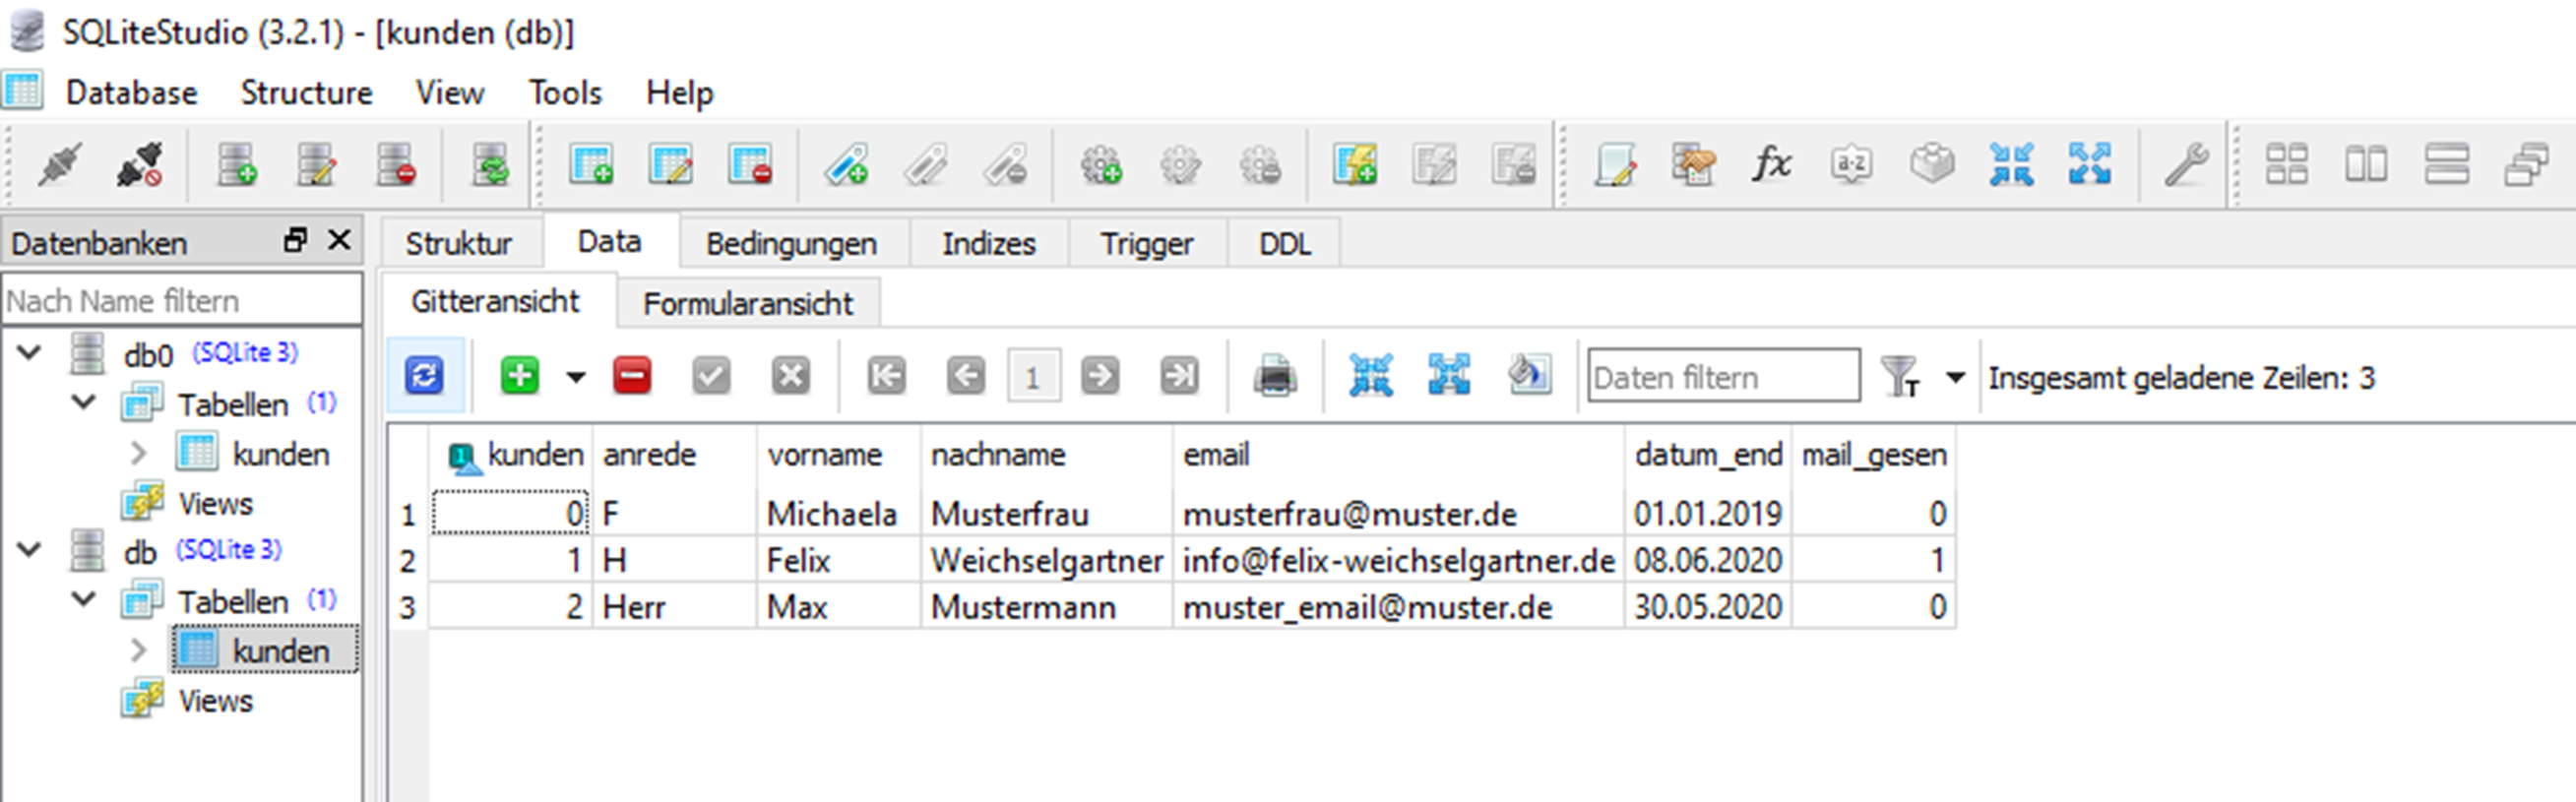 SQLiteStudio (3.2.1) - [kunden (db)]
Database Structure View Tools Help
fx a-z
Datenbanken
Struktur Data Bedingungen Indizes Trigger DDL
Nach Name filtern
Gitteransicht Formularansicht
db0 (SQLite 3)
Tabellen (1)
kunden
Views
db (SQLite 3)
Tabellen (1)
kunden
Views
1 Daten filtern T Insgesamt geladene Zeilen: 3
1 kunden anrede vorname nachname email datum_end mail_gesen
1 0 F Michaela Musterfrau musterfrau@muster.de 01.01.2019 0
2 1 H Felix Weichselgartner info@felix-weichselgartner.de 08.06.2020 1
3 2 Herr Max Mustermann muster_email@muster.de 30.05.2020 0